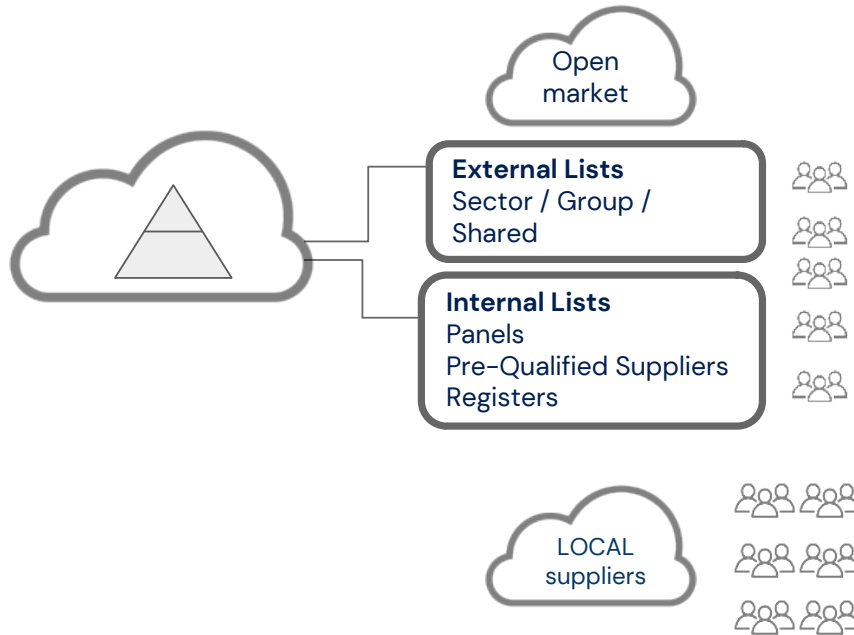 Open
market
External Lists
Sector / Group /
Shared
Internal Lists
Panels
Pre-Qualified Suppliers
Registers
LOCAL
suppliers